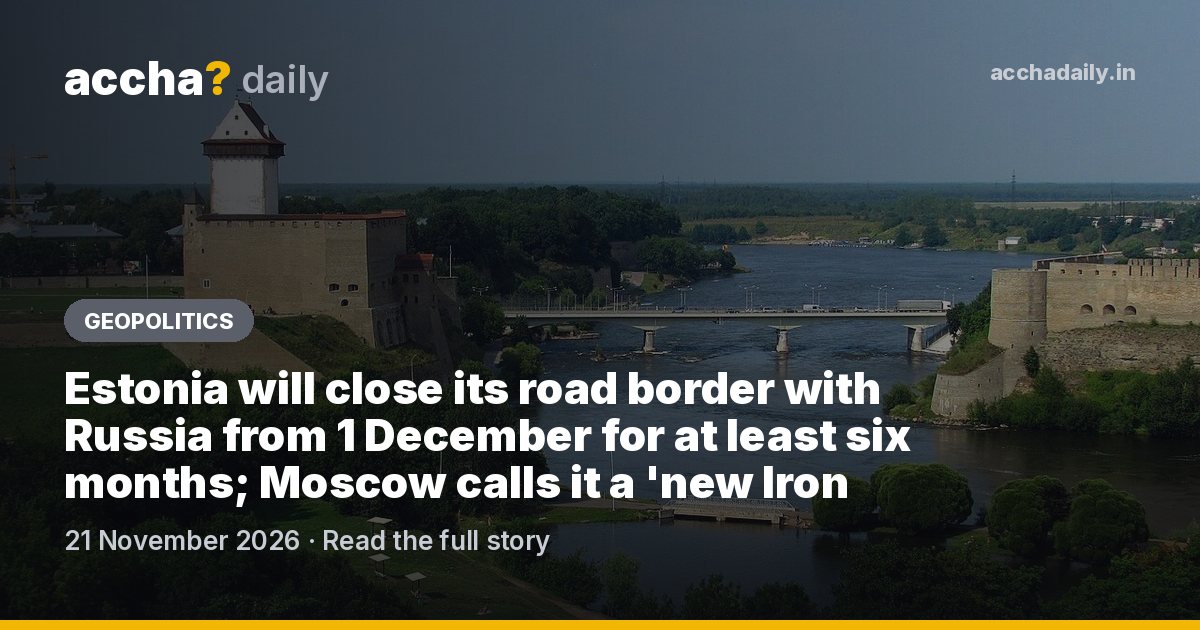 accha? daily
acchadaily.in
GEOPOLITICS
Estonia will close its road border with
Russia from 1 December for at least six
months; Moscow calls it a 'new Iron
21 November 2026 · Read the full story